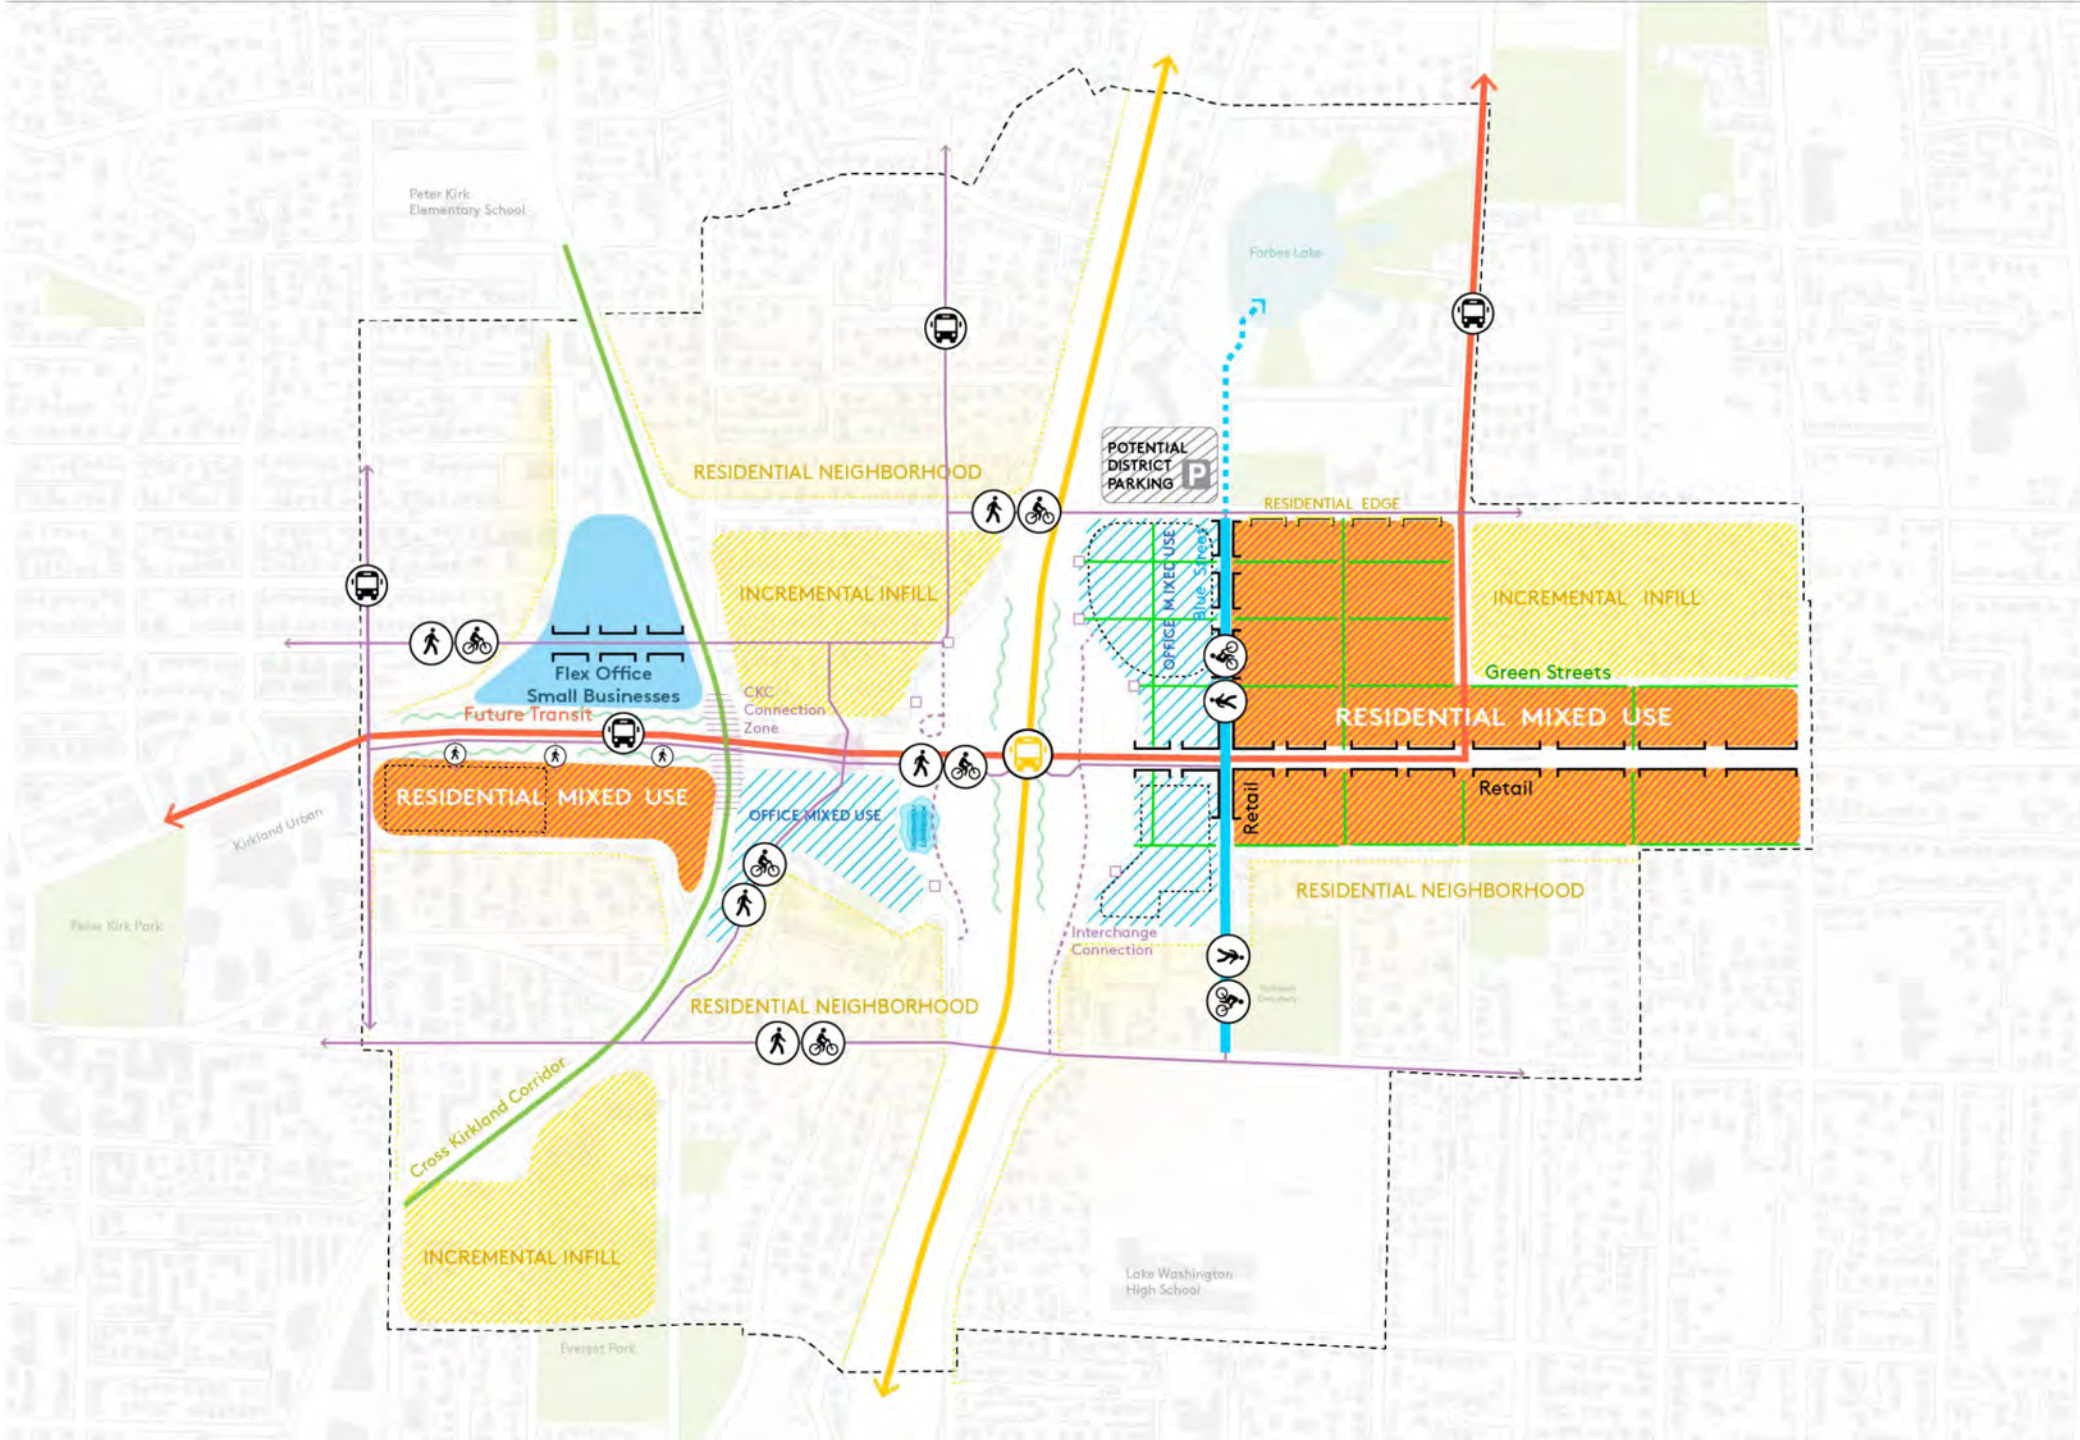 Peter Kirk
Elementary School
Forbes Lake
POTENTIAL
DISTRICT
PARKING
P
RESIDENTIAL NEIGHBORHOOD
RESIDENTIAL EDGE
INCREMENTAL INFILL
OFFICE MIXED USE
Blue Street
INCREMENTAL INFILL
Flex Office
Small Businesses
Green Streets
CKC
Connection
Zone
Future Transit
RESIDENTIAL MIXED USE
RESIDENTIAL MIXED USE
OFFICE MIXED USE
Retail
Retail
Kirkland Urban
RESIDENTIAL NEIGHBORHOOD
Peter Kirk Park
Interchange
Connection
RESIDENTIAL NEIGHBORHOOD
Cross Kirkland Corridor
INCREMENTAL INFILL
Lake Washington
High School
Everest Park